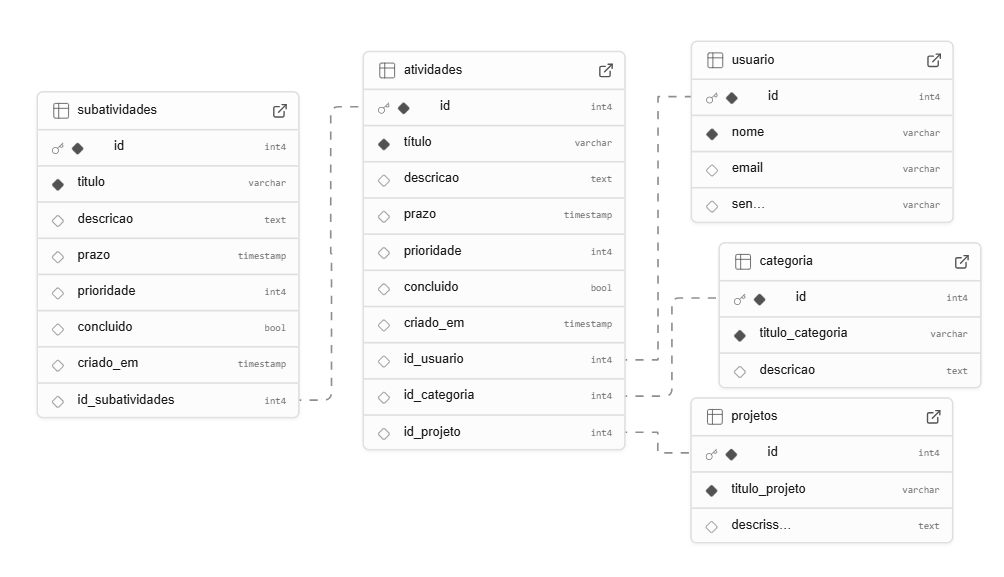 subatividades
id int4
titulo varchar
descricao text
prazo timestamp
prioridade int4
concluido bool
criado_em timestamp
id_subatividades int4
atividades
id int4
título varchar
descricao text
prazo timestamp
prioridade int4
concluido bool
criado_em timestamp
id_usuario int4
id_categoria int4
id_projeto int4
usuario
id int4
nome varchar
email varchar
sen... varchar
categoria
id int4
titulo_categoria varchar
descricao text
projetos
id int4
titulo_projeto varchar
descriss... text